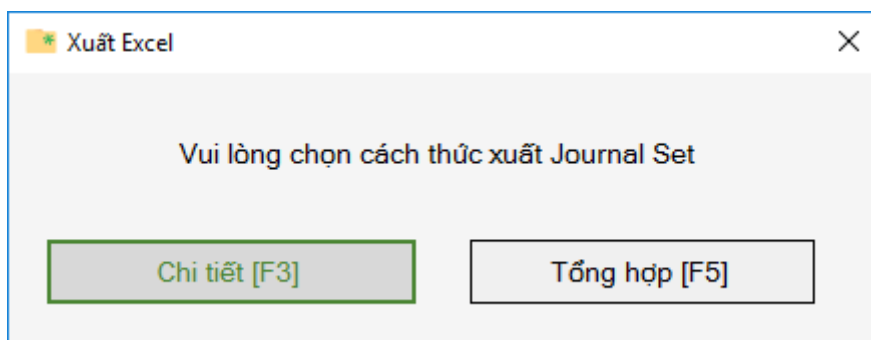 Xuất Excel
Vui lòng chọn cách thức xuất Journal Set
Chi tiết [F3]
Tổng hợp [F5]